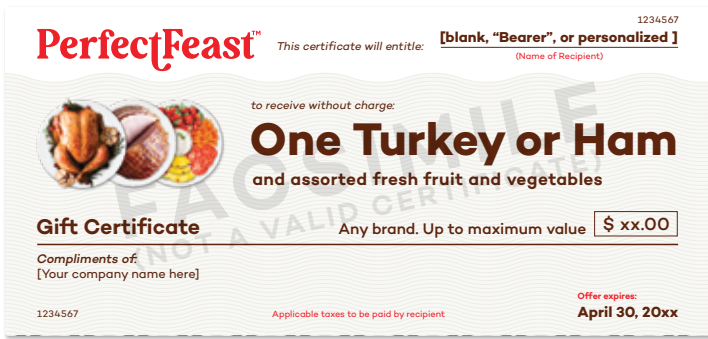 1234567
PerfectFeast™
This certificate will entitle:
[blank, “Bearer”, or personalized ]
(Name of Recipient)
to receive without charge:
One Turkey or Ham
and assorted fresh fruit and vegetables
FACSIMILE
(NOT A VALID CERTIFICATE)
Gift Certificate
Any brand. Up to maximum value $ xx.00
Compliments of:
[Your company name here]
Offer expires:
1234567
Applicable taxes to be paid by recipient
April 30, 20xx